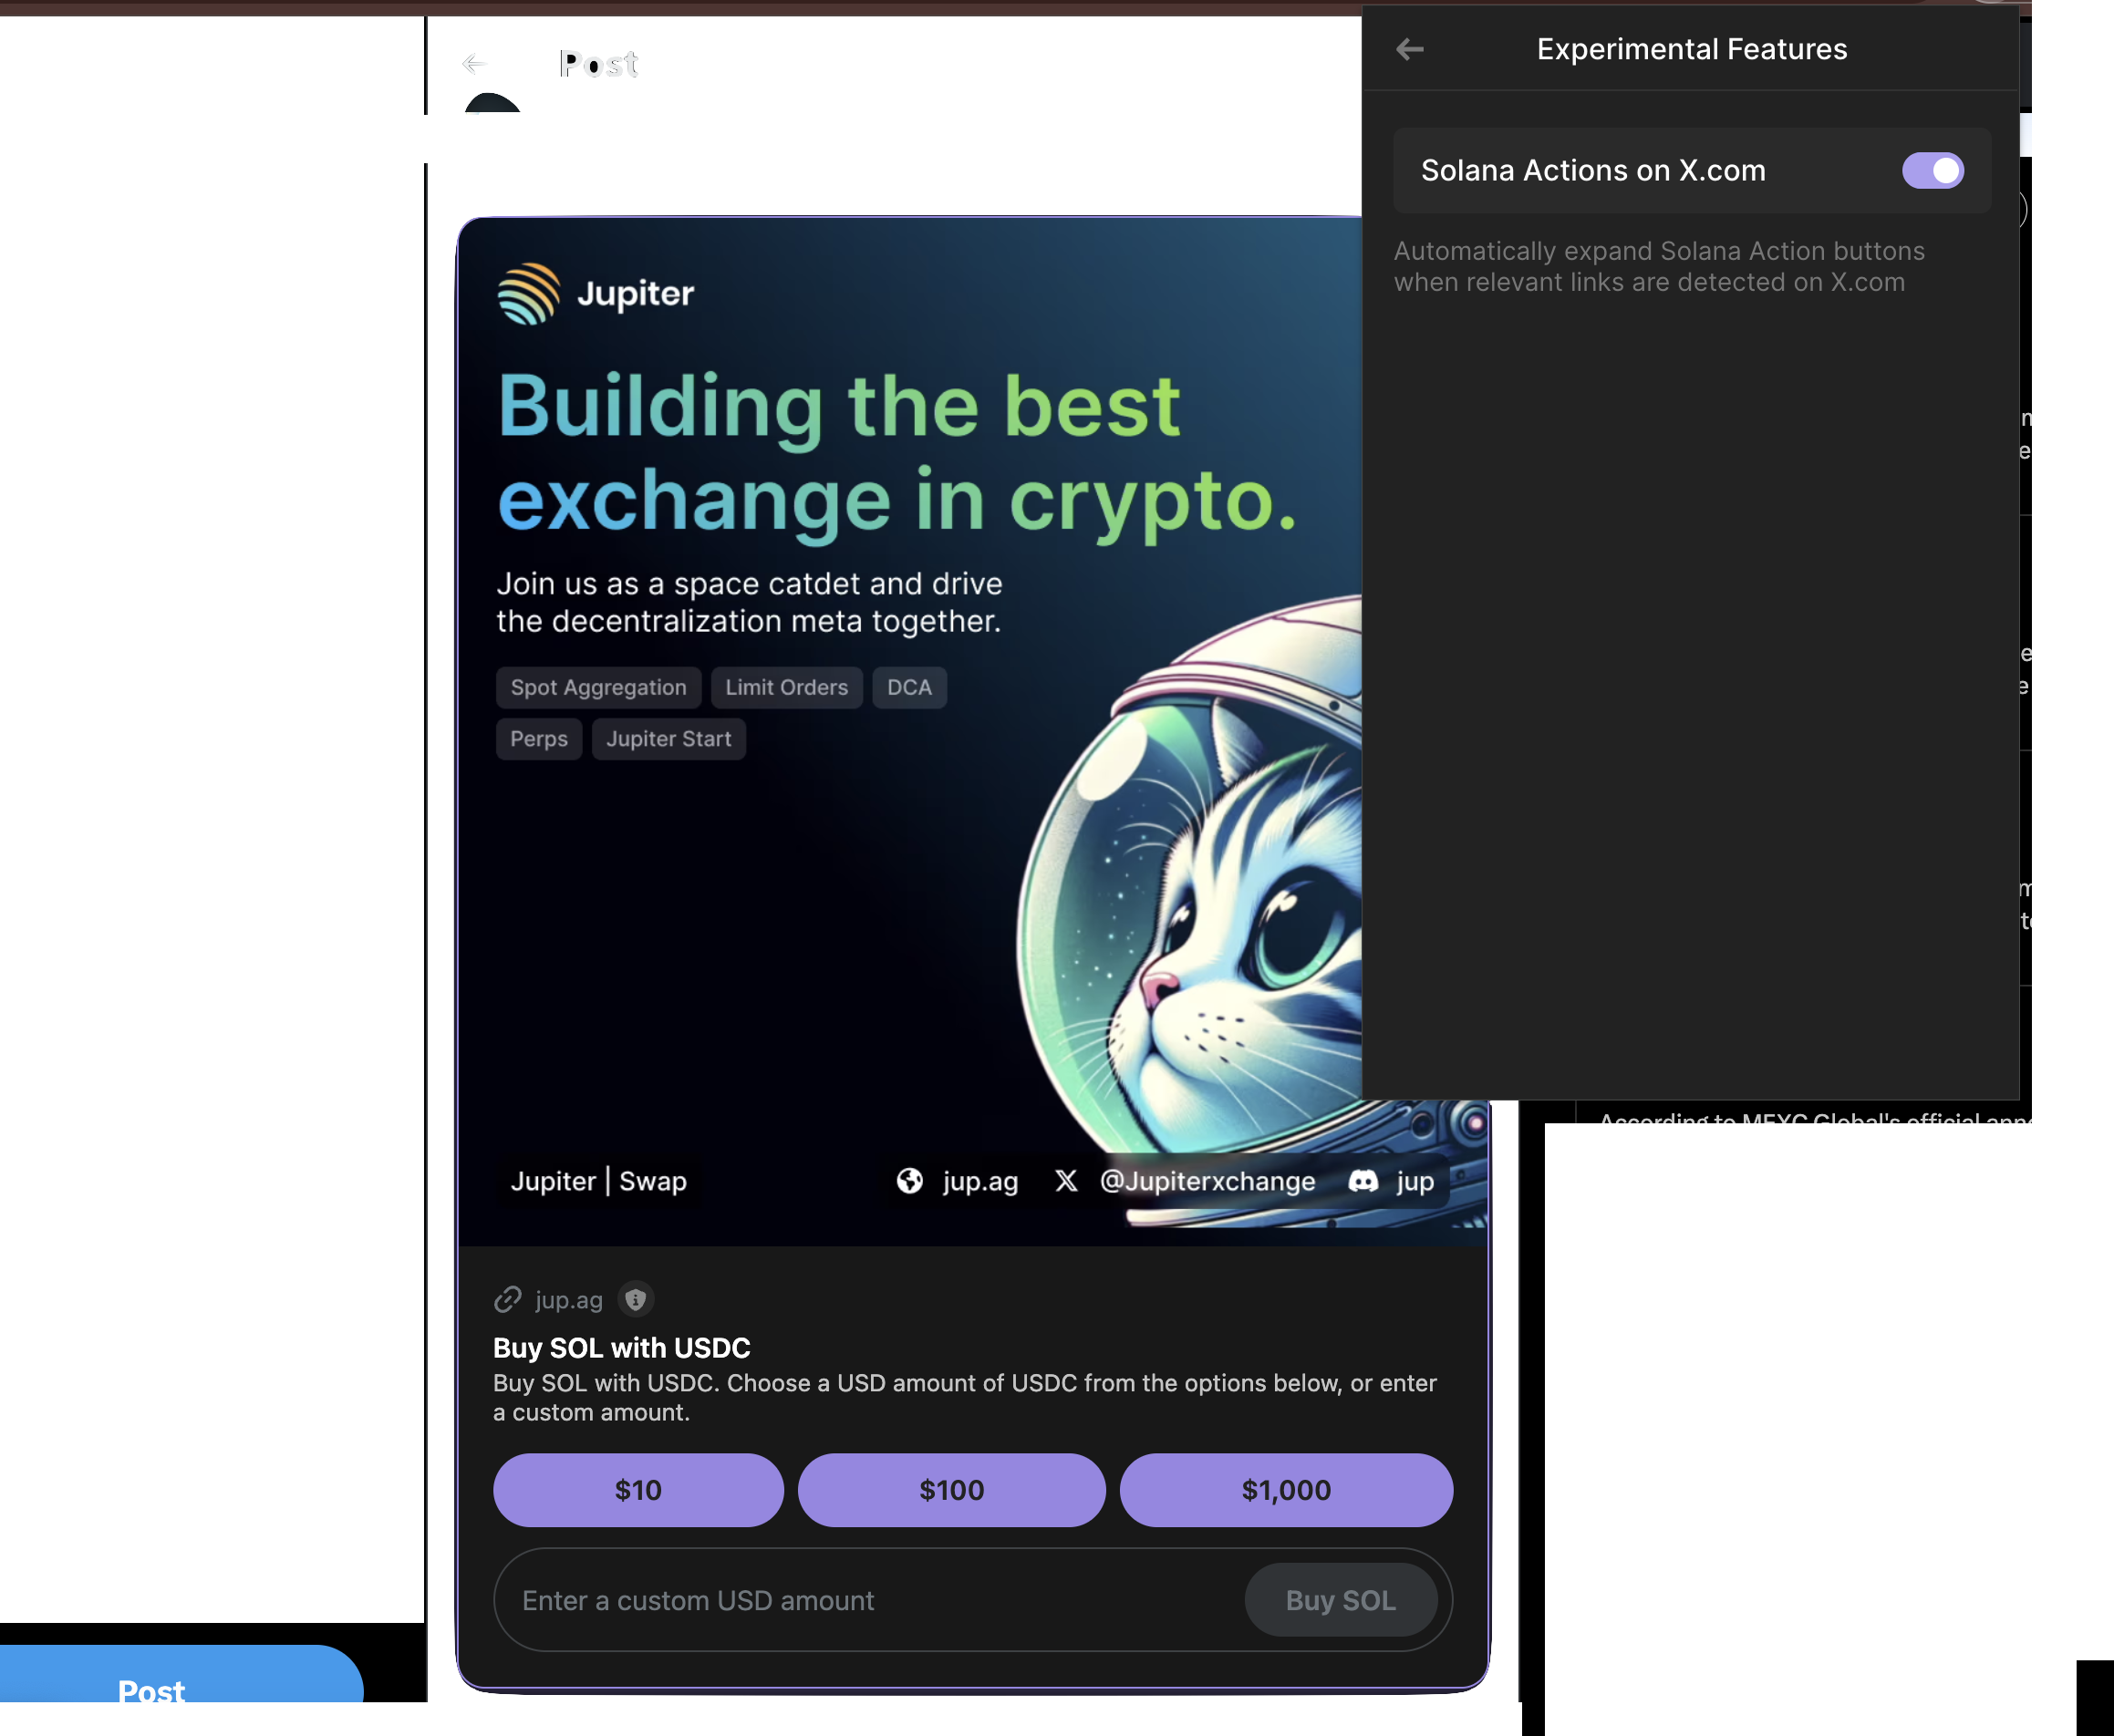 Post
Experimental Features
Solana Actions on X.com
Automatically expand Solana Action buttons
when relevant links are detected on X.com
Jupiter
Building the best
exchange in crypto.
Join us as a space catdet and drive
the decentralization meta together.
Spot Aggregation Limit Orders DCA
Perps Jupiter Start
According to MEXC Global's official
Jupiter | Swap jup.ag @Jupiterxchange jup
jup.ag
Buy SOL with USDC
Buy SOL with USDC. Choose a USD amount of USDC from the options below, or enter
a custom amount.
$10 $100 $1,000
Enter a custom USD amount Buy SOL
Post